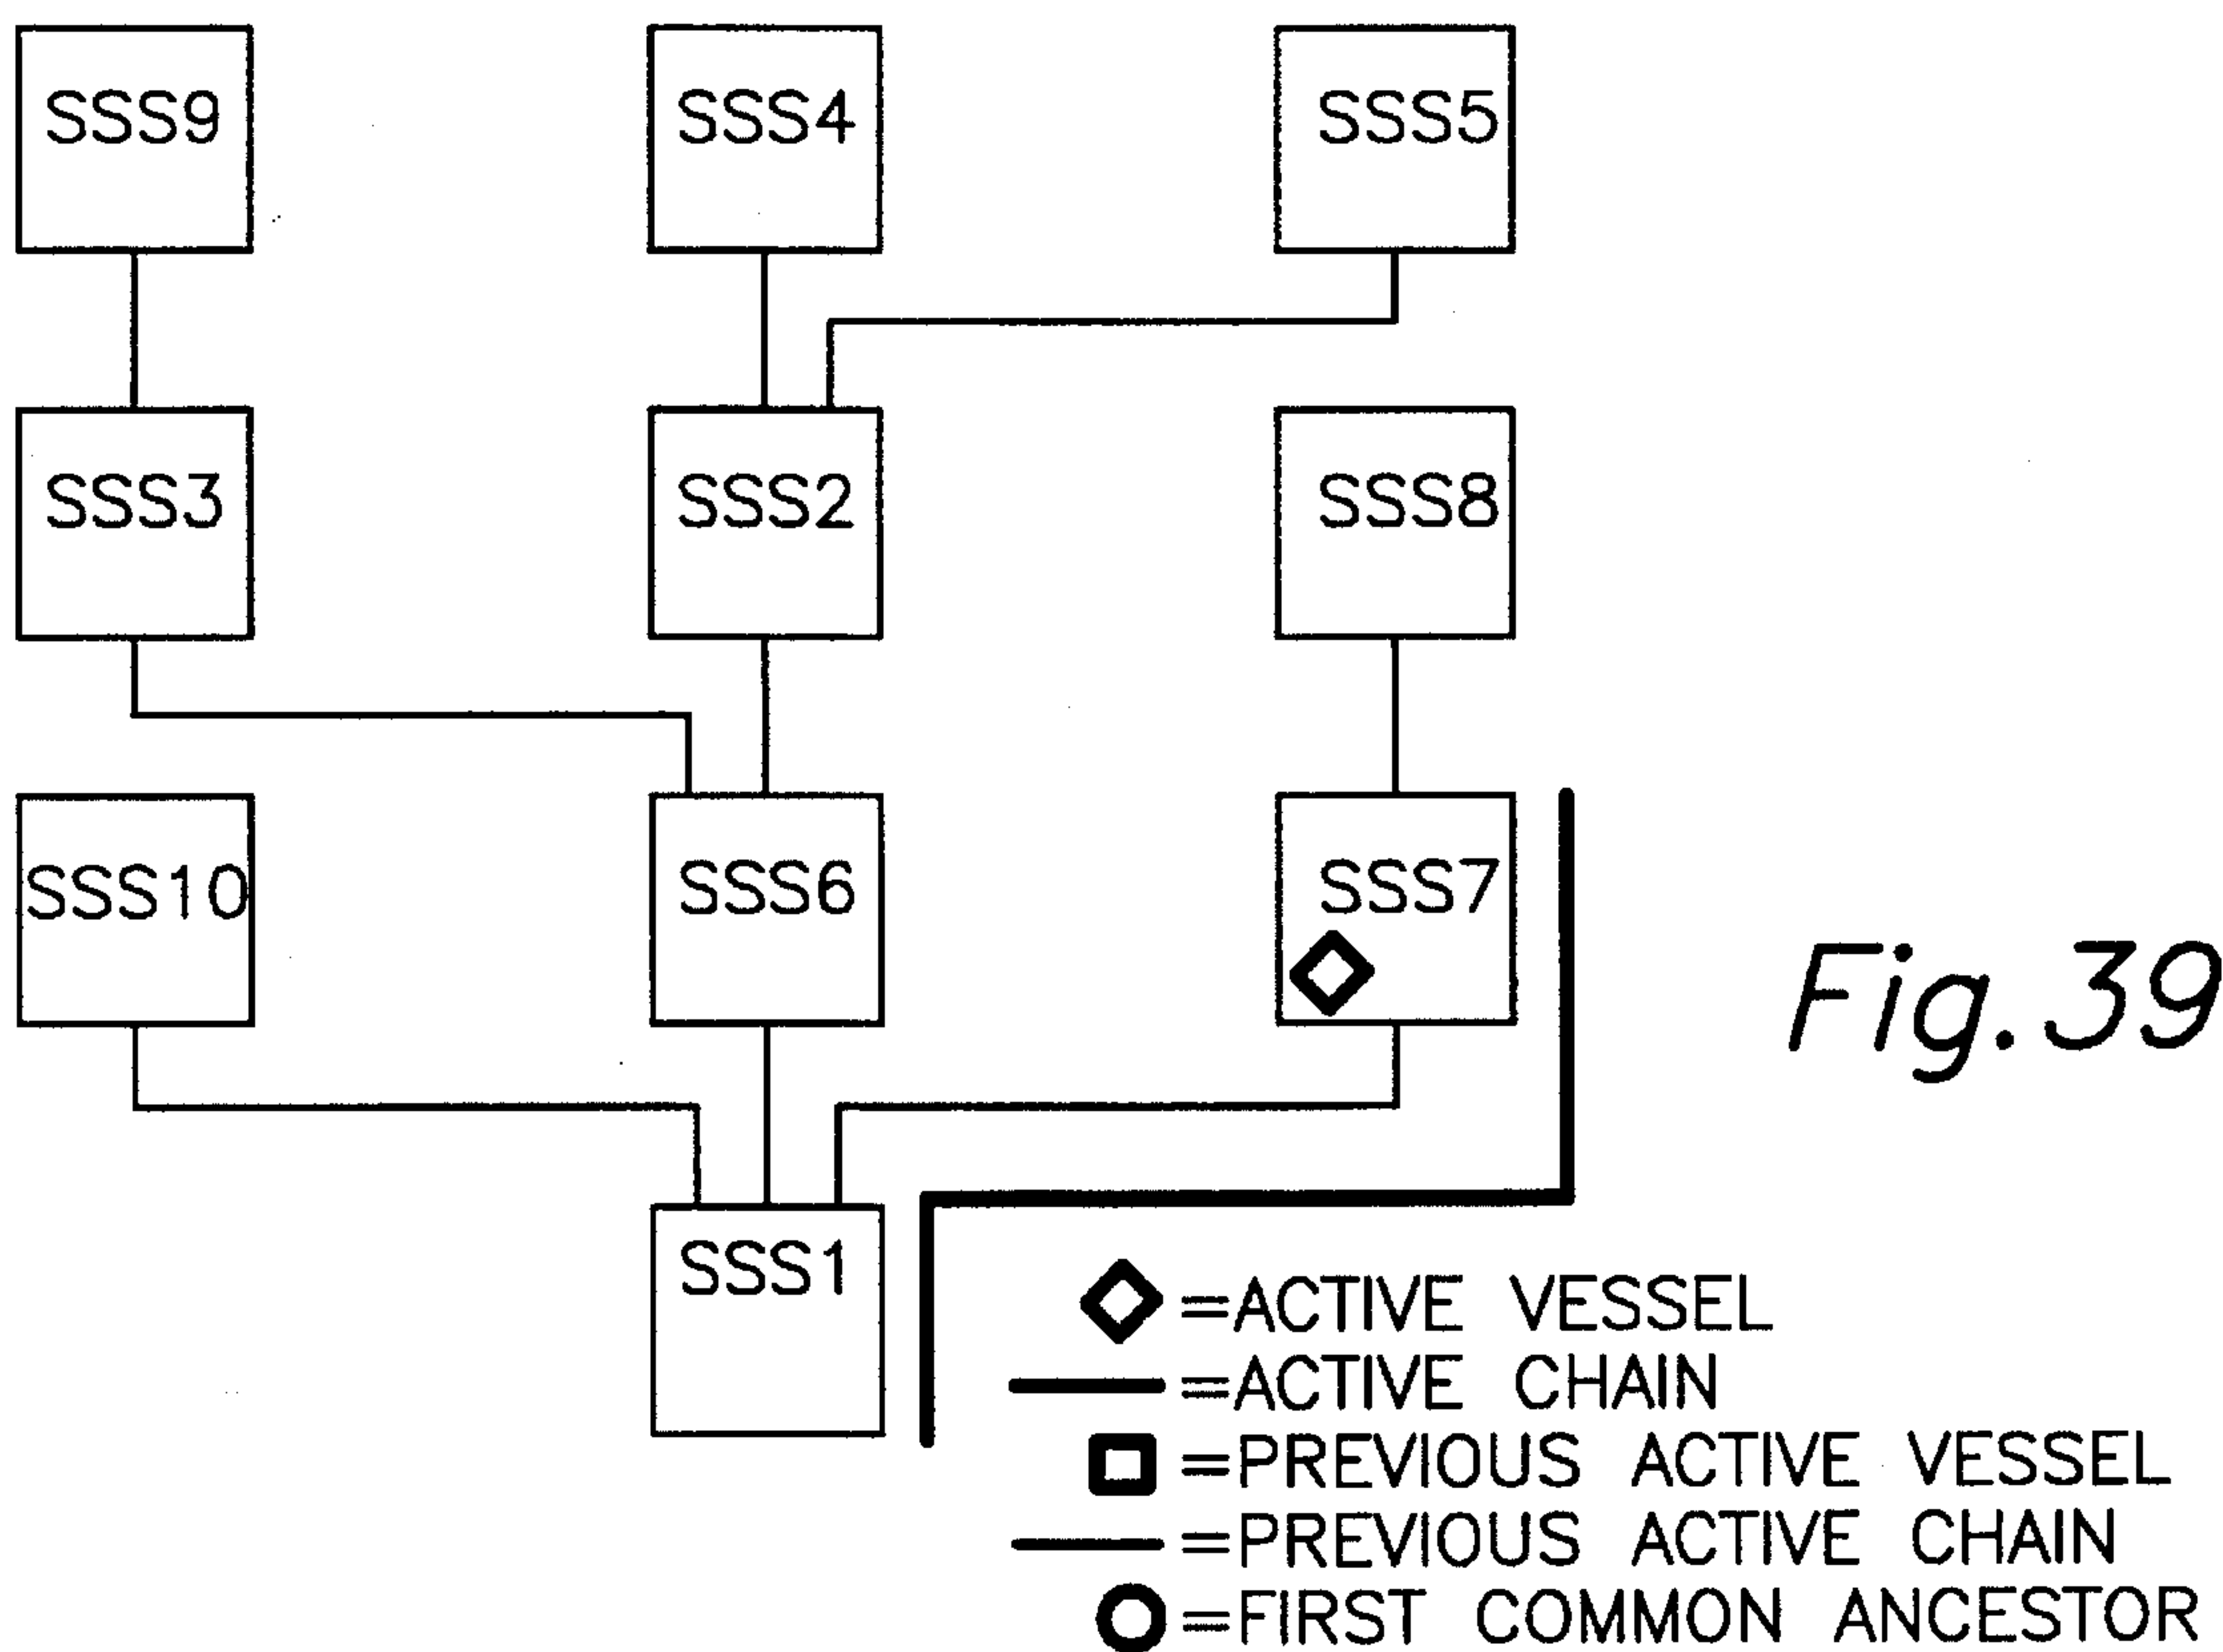 SSS9
SSS4
SSS5
SSS3
SSS2
SSS8
SSS10
SSS6
SSS7
Fig.39
SSS1
=ACTIVE VESSEL
=ACTIVE CHAIN
=PREVIOUS ACTIVE VESSEL
=PREVIOUS ACTIVE CHAIN
=FIRST COMMON ANCESTOR